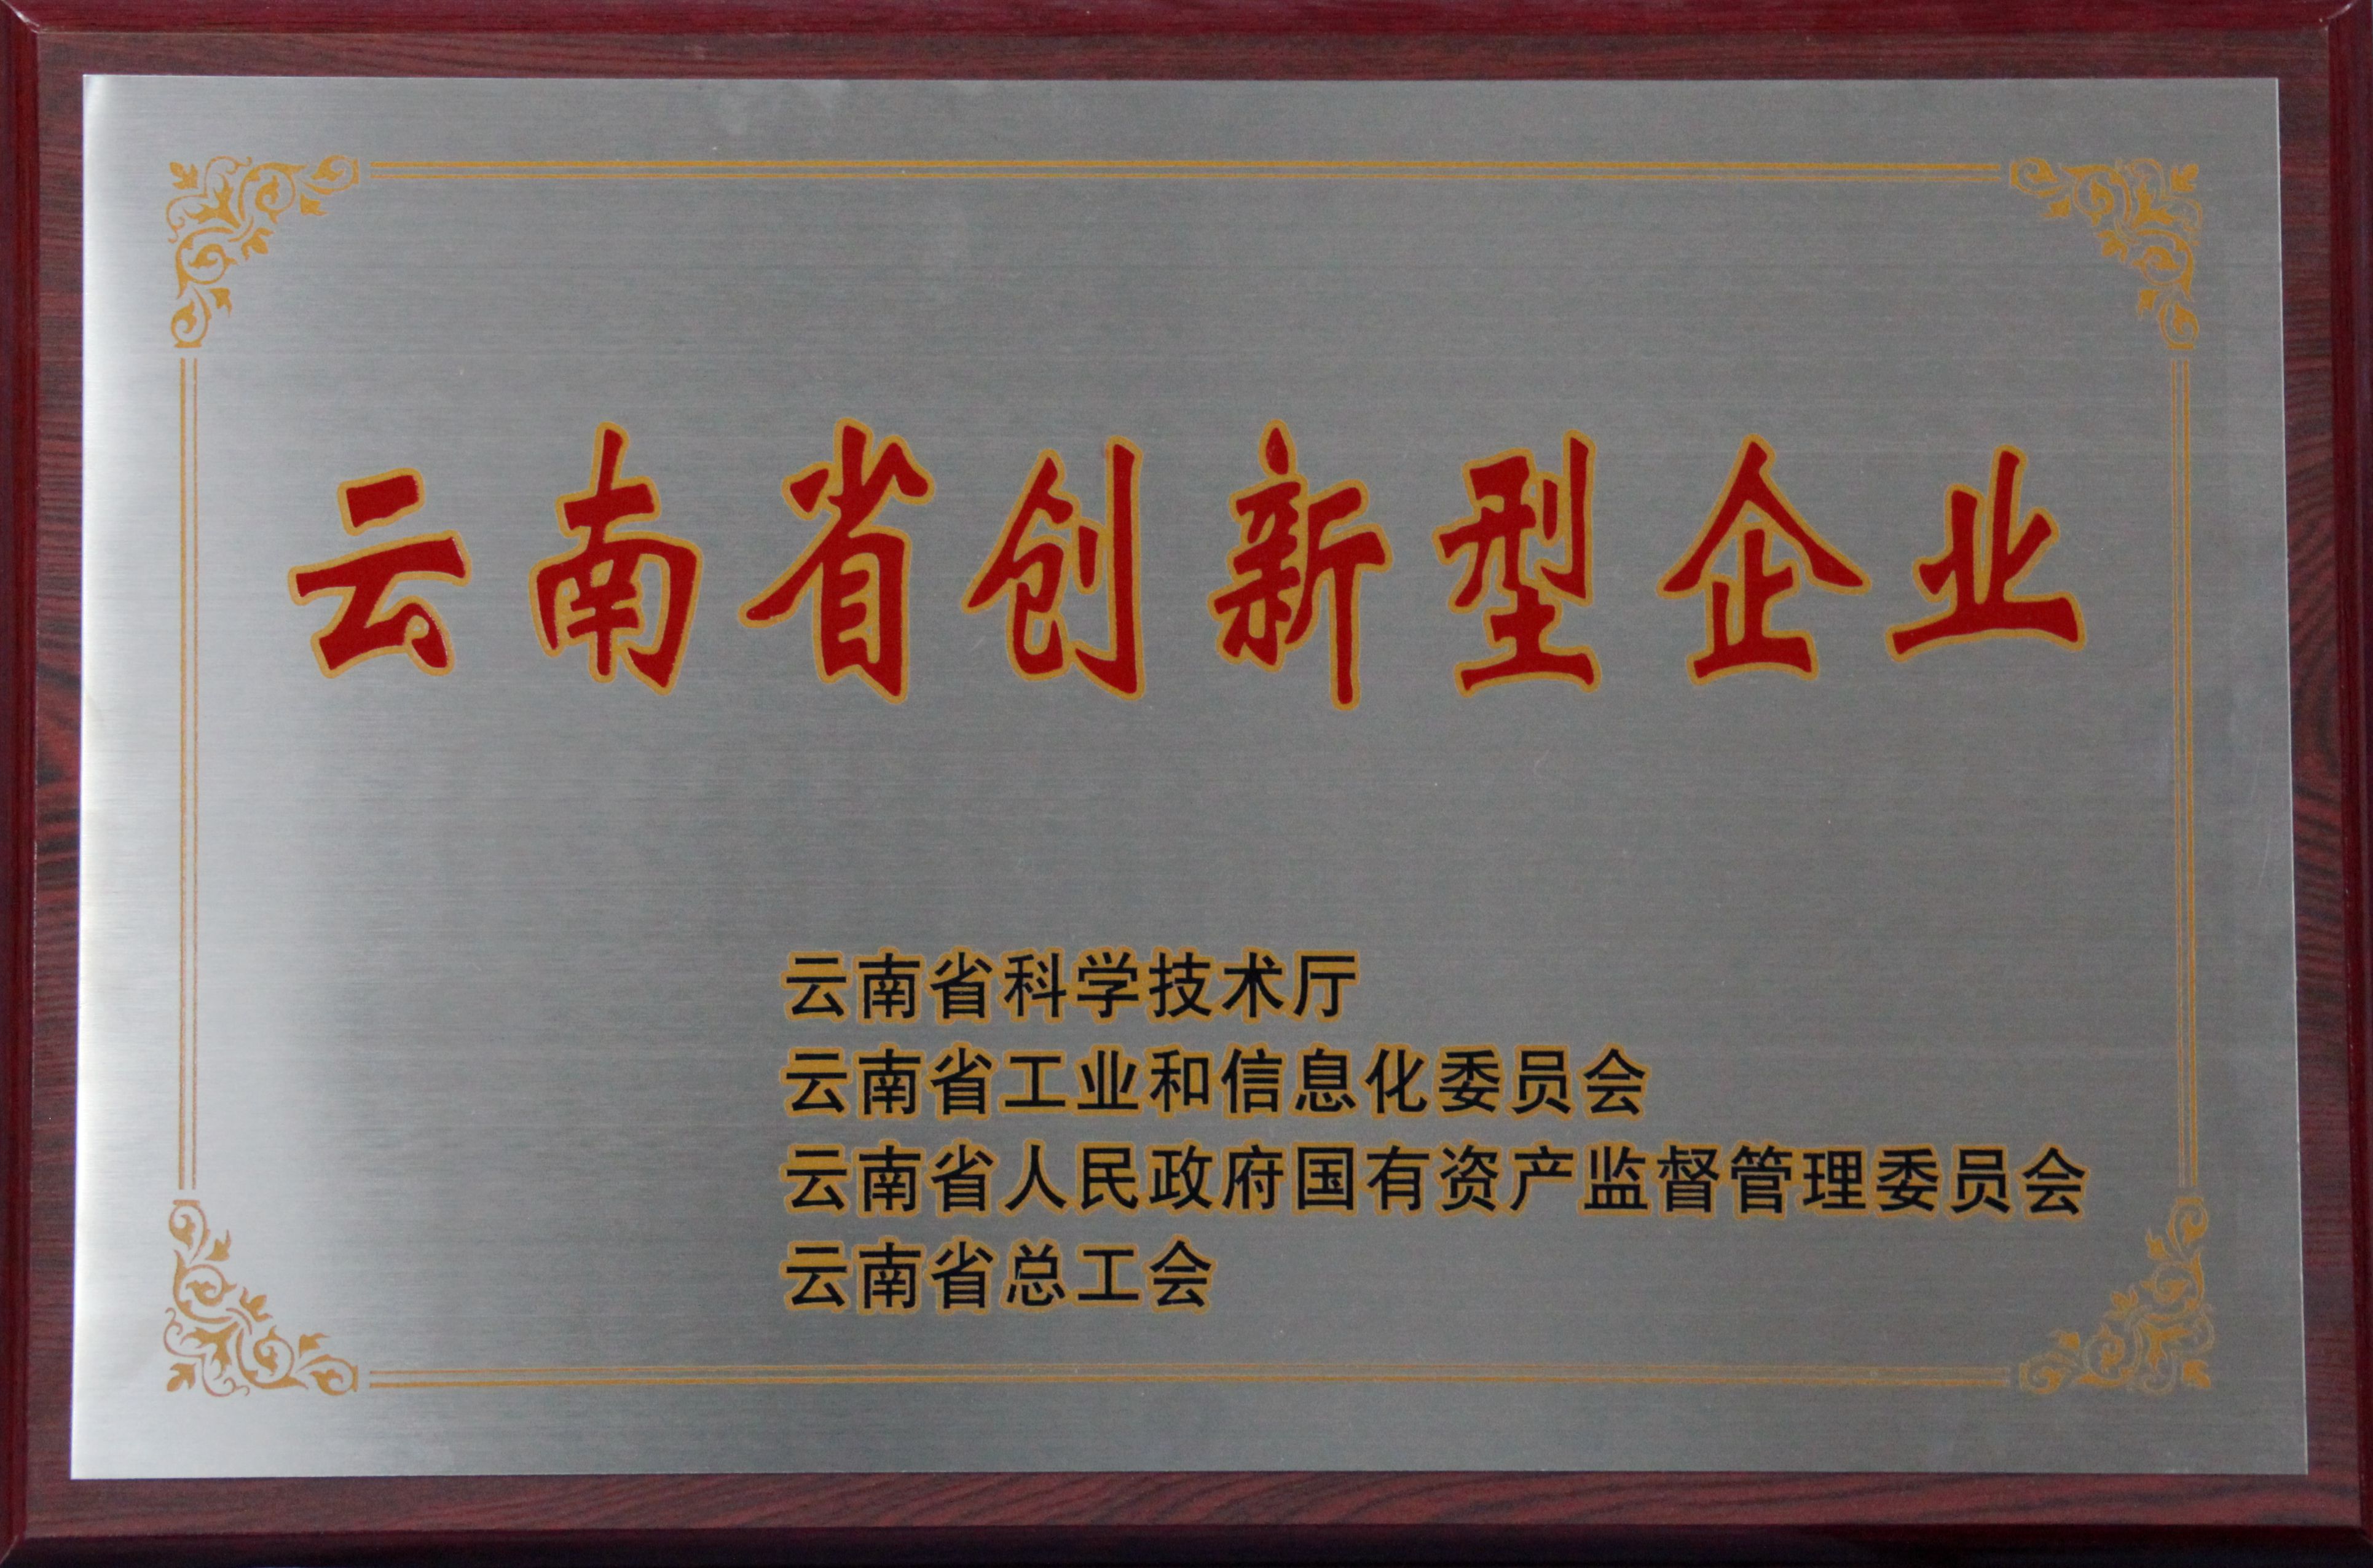 云南省创新型企业
云南省科学技术厅
云南省工业和信息化委员会
云南省人民政府国有资产监督管理委员会
云南省总工会